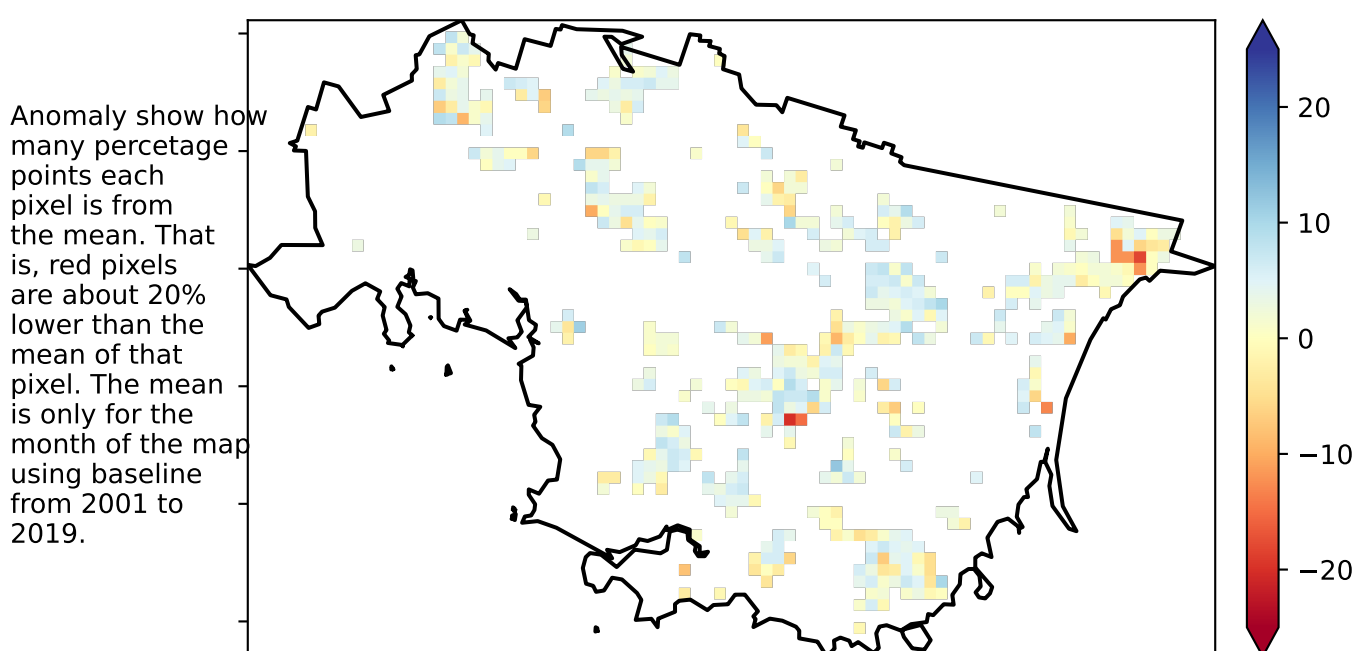 Anomaly show how
many percetage
points each
pixel is from
the mean. That
is, red pixels
are about 20%
lower than the
mean of that
pixel. The mean
is only for the
month of the map
using baseline
from 2001 to
2019.
20
10
0
−10
−20